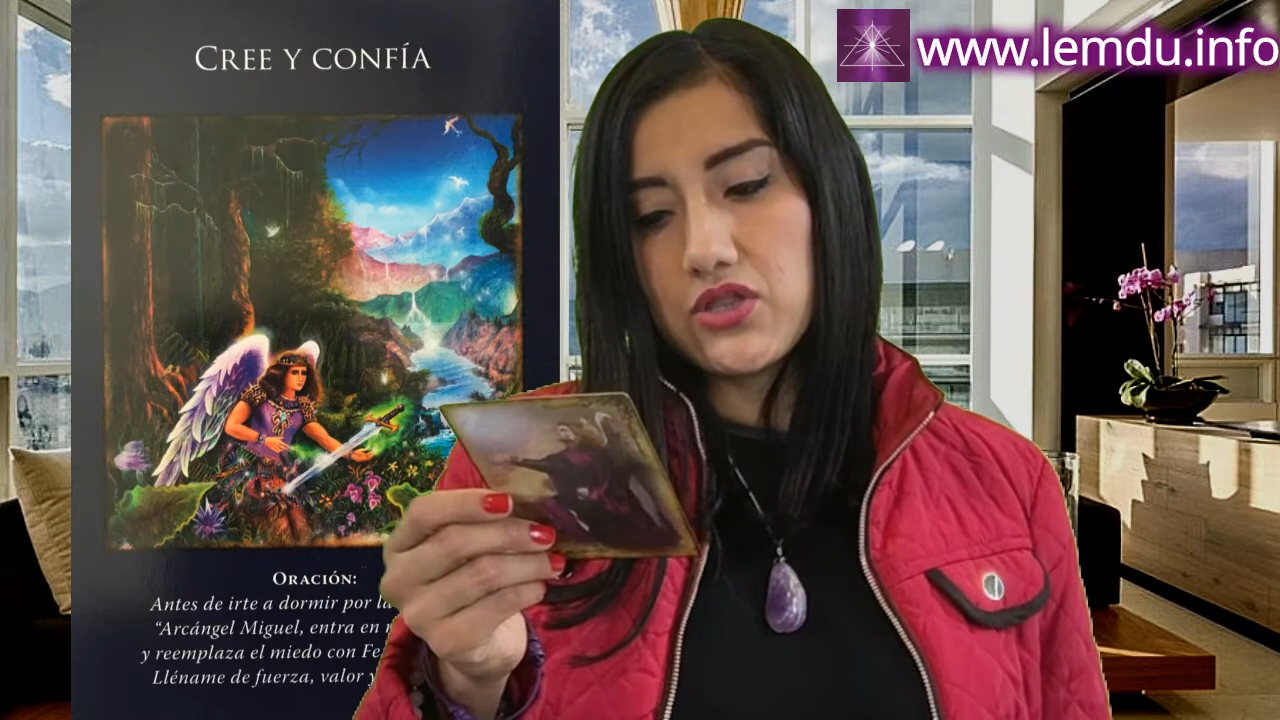 CREE Y CONFÍA
www.lemdu.info
ORACIÓN:
Antes de irte a dormir por la
"Arcángel Miguel, entra en
y reemplaza el miedo con Fe
Lléname de fuerza, valor y